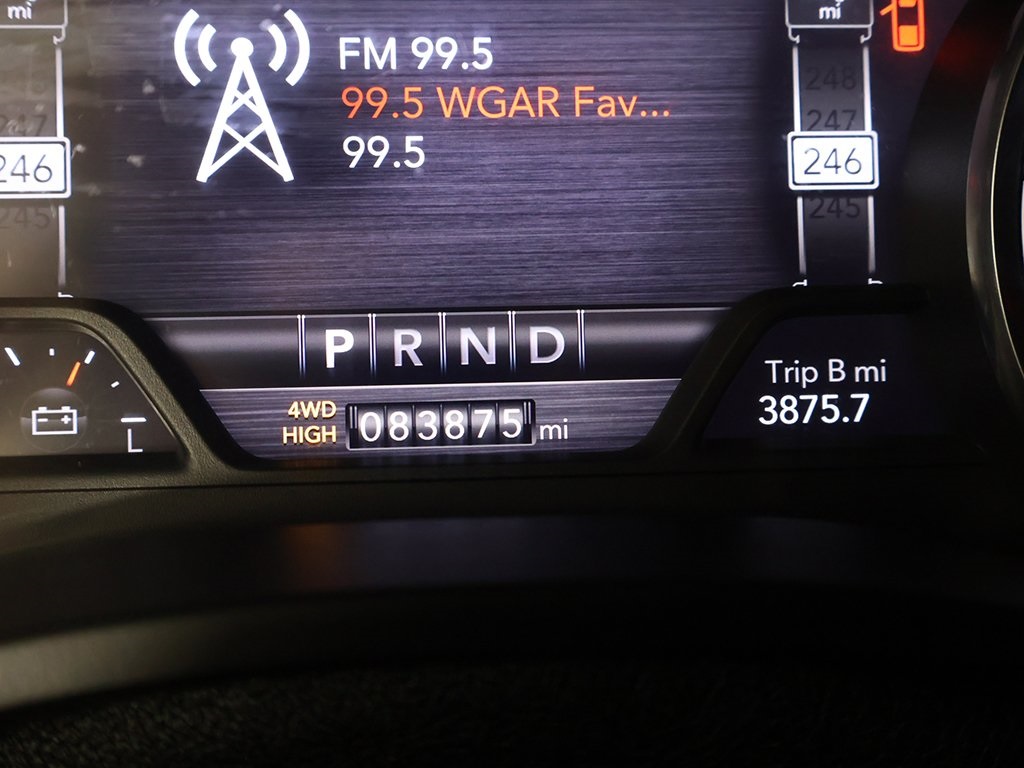 mi
FM 99.5
99.5 WGAR Fav...
99.5
mi
248
247
246
245
247
246
245
P R N D
4WD
HIGH
083875 mi
Trip B mi
3875.7
L